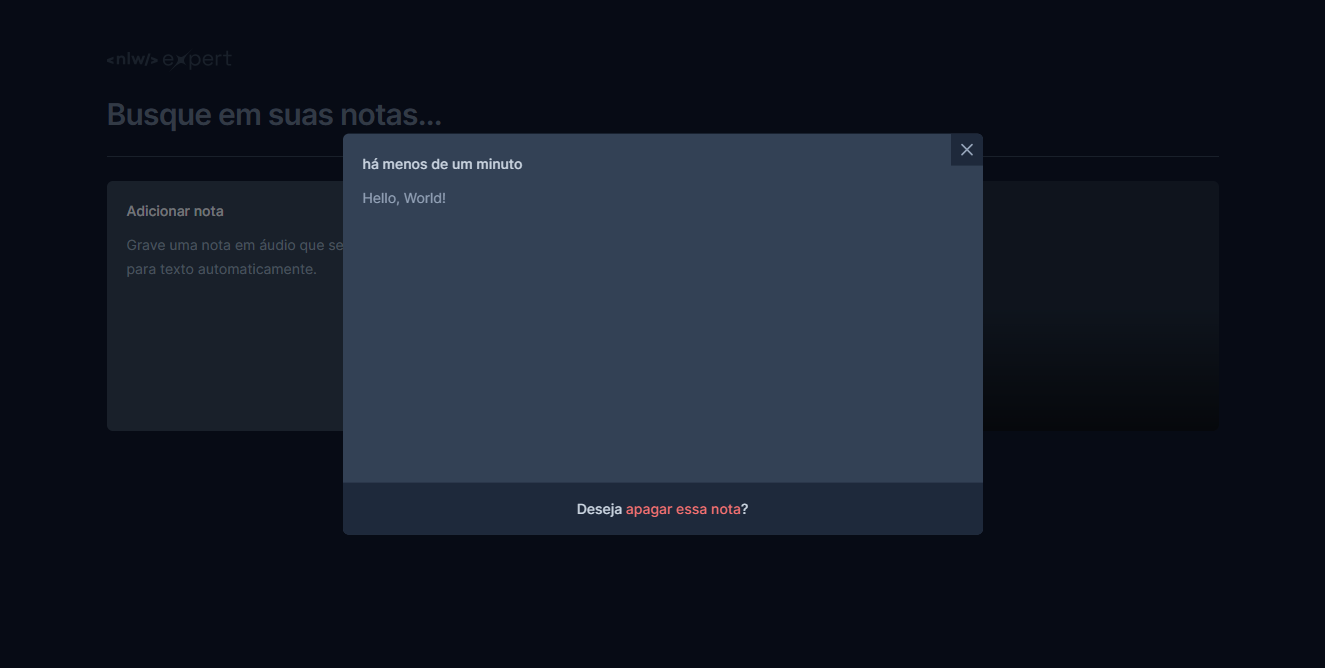 <nlw/> expert
Busque em suas notas...
há menos de um minuto
Hello, World!
Adicionar nota
Grave uma nota em áudio que se
para texto automaticamente.
Deseja apagar essa nota?